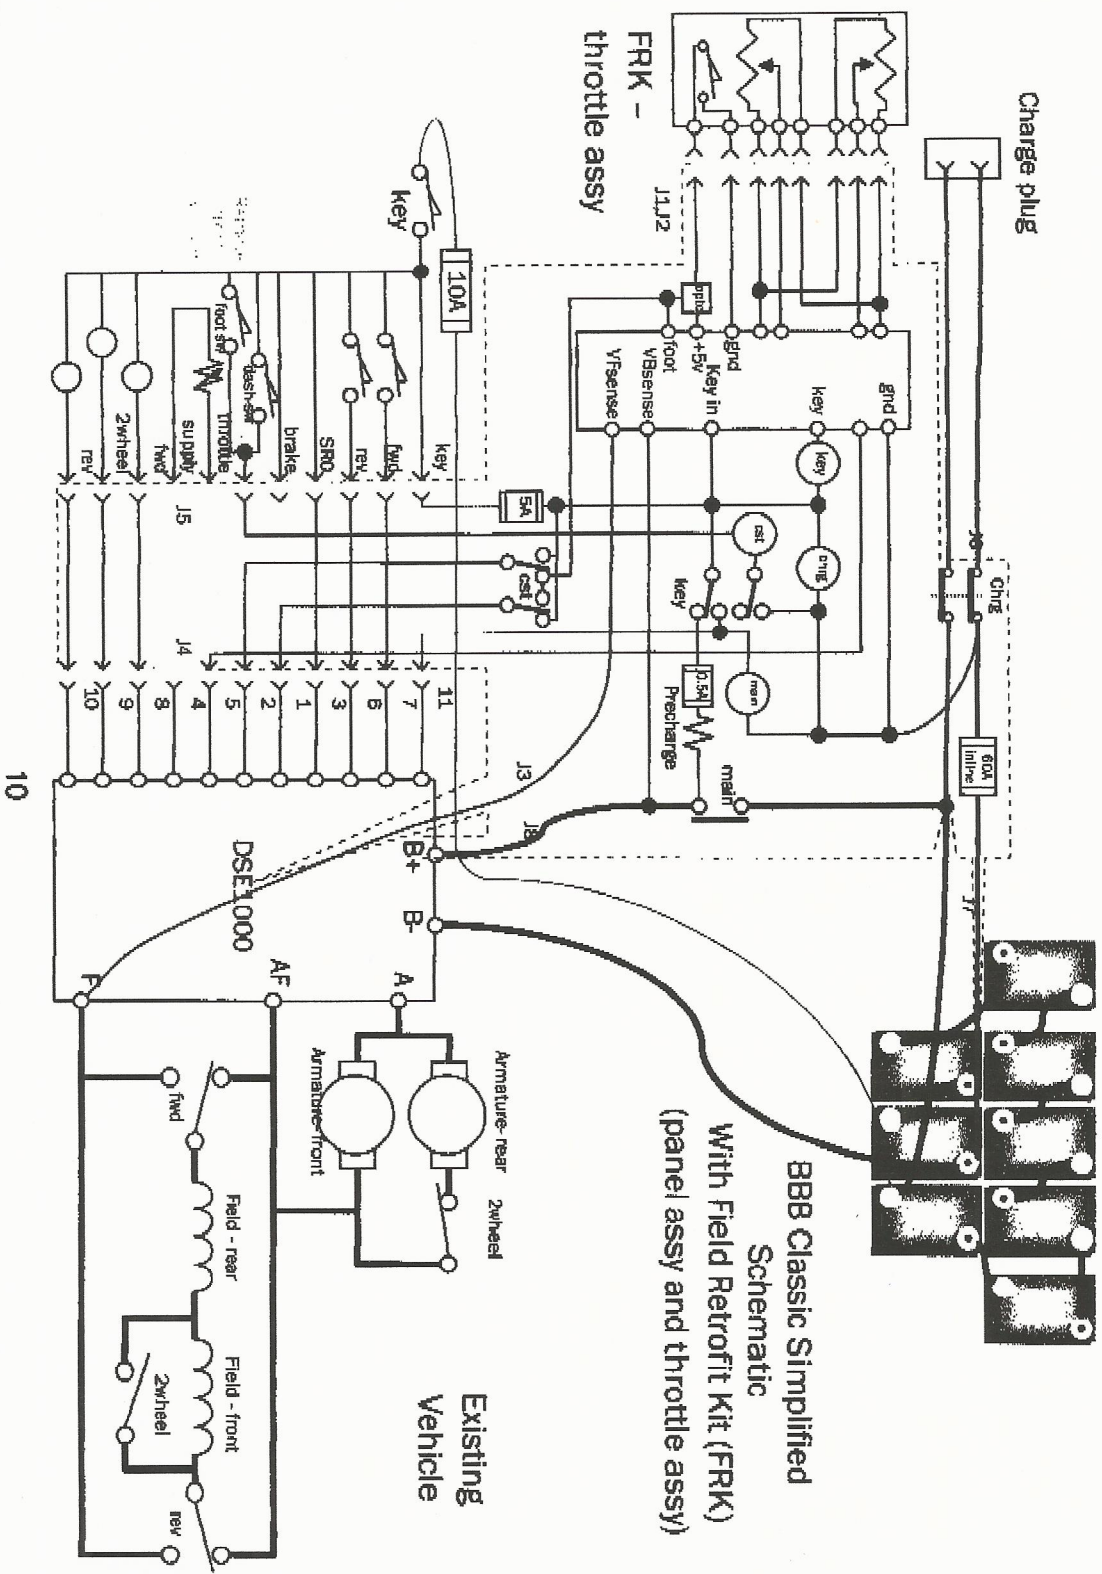 BBB Classic Simplified
Schematic
With Field Retrofit Kit (FRK)
(panel assy and throttle assy)
Existing
Vehicle
Charge plug
FRK -
throttle assy
J1J2
opto
foot
+5v
gnd
Key in
VBsense
VFsense
key
gnd
key
chrg
cst
key
cst
5A
0.5A
Precharge
main
main
Chrg
60A
inline
J7
J8
J3
key
10A
key
fwd
rev
SRO
brake
throttle
supply
fwd
2wheel
rev
foot sw
dash sw
J5
J4
11
7
6
3
1
2
5
4
8
9
10
DSE1000
B+
B-
A
AF
F
Armature-rear
Armature-front
2wheel
fwd
Field - rear
Field - front
2wheel
rev
10